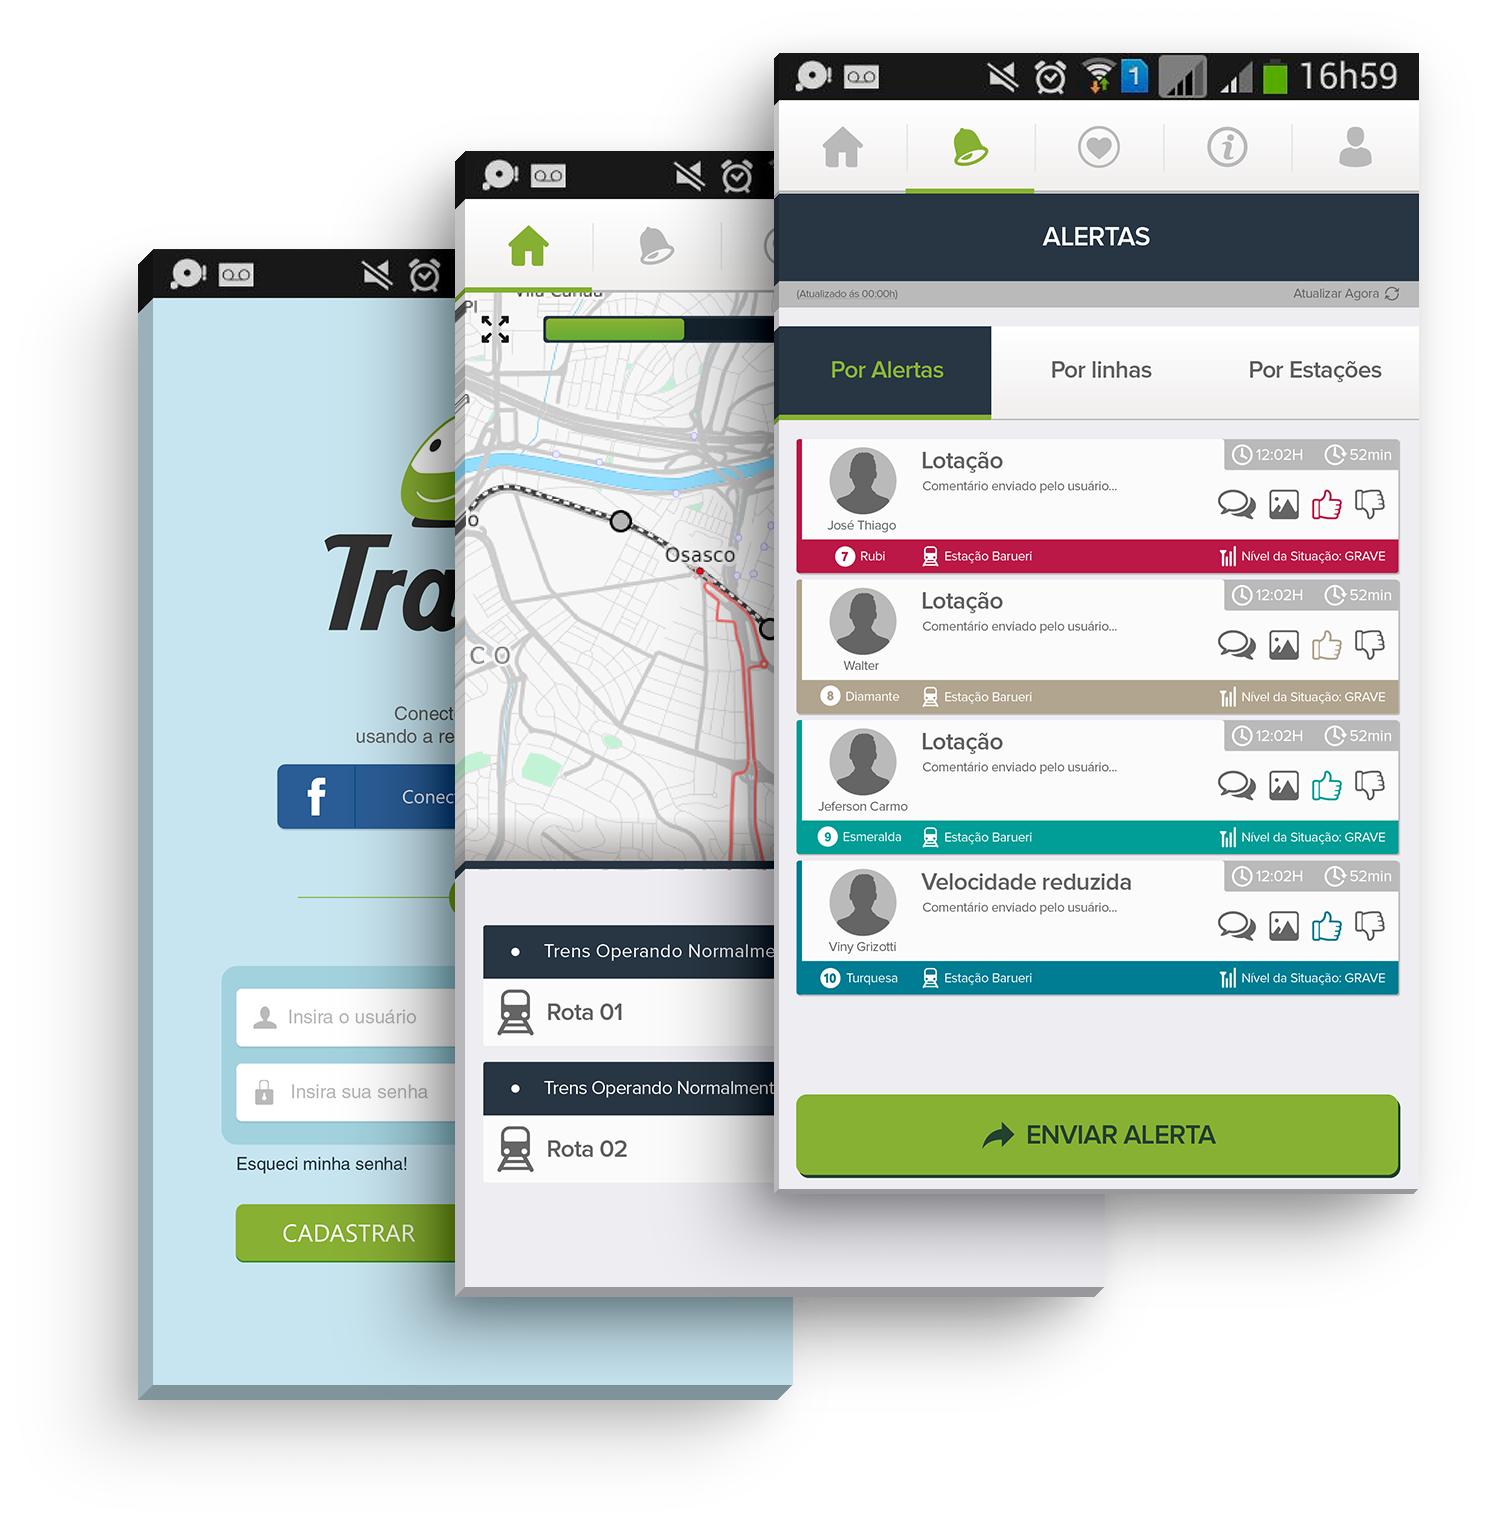 16h59
1
ALERTAS
(Atualizado ás 00:00h)
Atualizar Agora
Por Alertas
Por linhas
Por Estações
Lotação
12:02H
52min
Comentário enviado pelo usuário...
José Thiago
7 Rubi
Estação Barueri
Nível da Situação: GRAVE
Lotação
12:02H
52min
Comentário enviado pelo usuário...
Walter
8 Diamante
Estação Barueri
Nível da Situação: GRAVE
Lotação
12:02H
52min
Comentário enviado pelo usuário...
Jeferson Carmo
9 Esmeralda
Estação Barueri
Nível da Situação: GRAVE
Velocidade reduzida
12:02H
52min
Comentário enviado pelo usuário...
Viny Grizotti
10 Turquesa
Estação Barueri
Nível da Situação: GRAVE
ENVIAR ALERTA
Pl
a
o
Osasco
C O
Trens Operando Normalme
Rota 01
Trens Operando Normalment
Rota 02
Tra
Conect
usando a re
f
Conec
Insira o usuário
Insira sua senha
Esqueci minha senha!
CADASTRAR